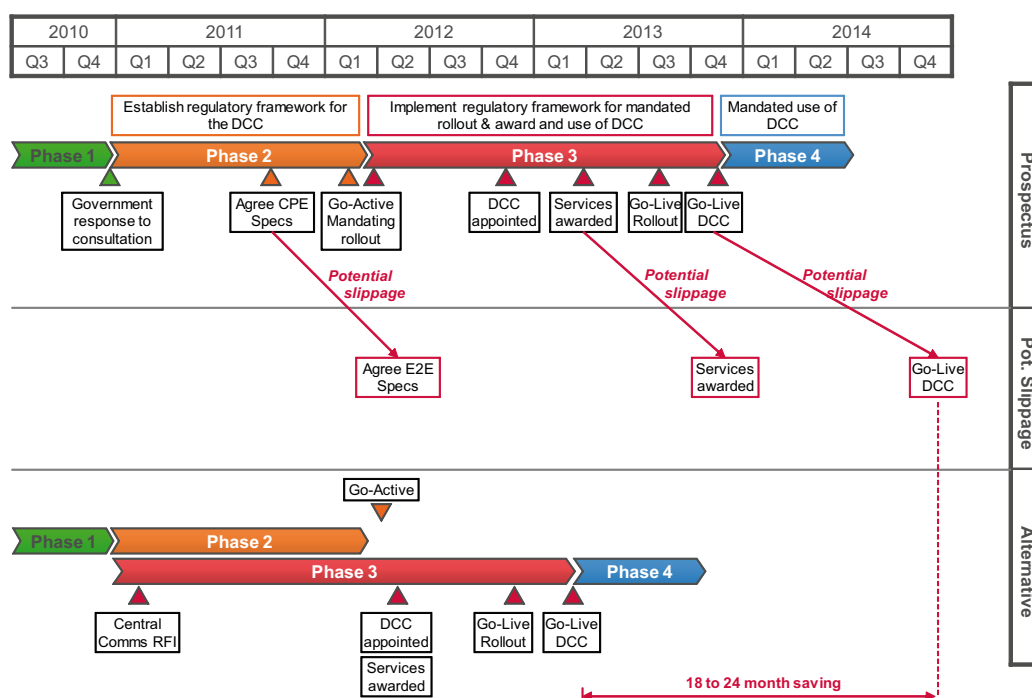 2010 2011 2012 2013 2014
Q3 Q4 Q1 Q2 Q3 Q4 Q1 Q2 Q3 Q4 Q1 Q2 Q3 Q4 Q1 Q2 Q3 Q4
Establish regulatory framework for
the DCC
Implement regulatory framework for mandated
rollout & award and use of DCC
Mandated use of
DCC
Phase 1
Phase 2
Phase 3
Phase 4
Government
response to
consultation
Agree CPE
Specs
Go-Active
Mandating
rollout
DCC
appointed
Services
awarded
Go-Live
Rollout
Go-Live
DCC
Prospectus
Potential
slippage
Potential
slippage
Potential
slippage
Agree E2E
Specs
Services
awarded
Go-Live
DCC
Pot. Slippage
Go-Active
Phase 1
Phase 2
Phase 3
Phase 4
Central
Comms RFI
DCC
appointed
Services
awarded
Go-Live
Rollout
Go-Live
DCC
Alternative
18 to 24 month saving